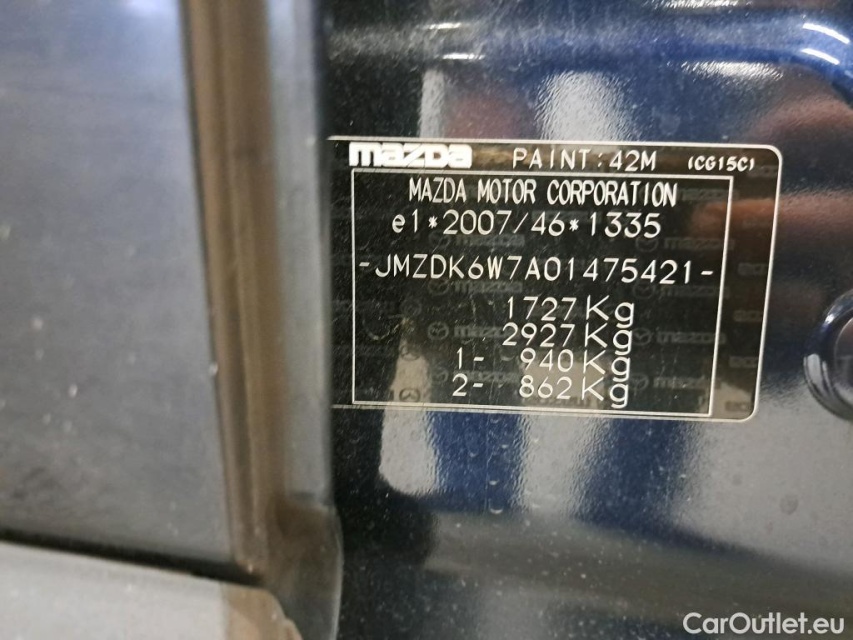 mazda PAINT:42M (CG15C)
MAZDA MOTOR CORPORATION
e1*2007/46*1335
-JMZDK6W7A01475421-
1727Kg
2927Kg
1- 940Kg
2- 862Kg
CarOutlet.eu